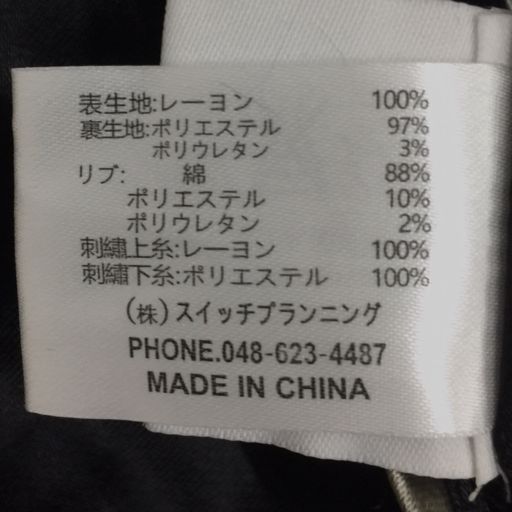 表生地:レーヨン 100%
裏生地:ポリエステル 97%
ポリウレタン 3%
リブ: 綿 88%
ポリエステル 10%
ポリウレタン 2%
刺繡上糸:レーヨン 100%
刺繡下糸:ポリエステル 100%
(株)スイッチプランニング
PHONE.048-623-4487
MADE IN CHINA